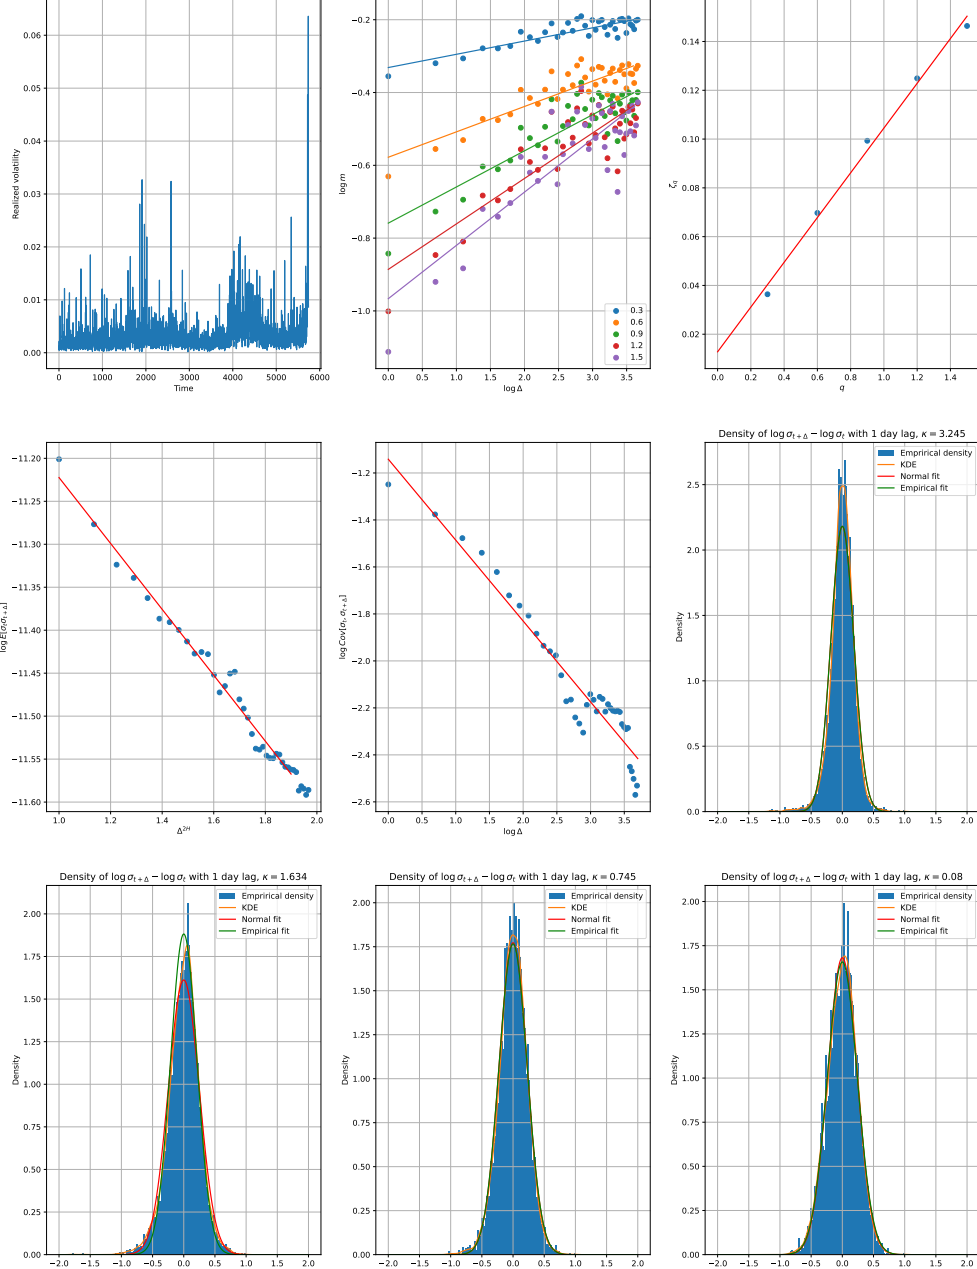 0.06
0.05
0.04
0.03
0.02
0.01
0.00
Realized volatility
0 1000 2000 3000 4000 5000 6000
Time
−0.2
−0.4
−0.6
−0.8
−1.0
log m
0.3
0.6
0.9
1.2
1.5
0.0 0.5 1.0 1.5 2.0 2.5 3.0 3.5
log Δ
0.14
0.12
0.10
0.08
0.06
0.04
0.02
ζq
0.0 0.2 0.4 0.6 0.8 1.0 1.2 1.4
q
−11.20
−11.25
−11.30
−11.35
−11.40
−11.45
−11.50
−11.55
−11.60
log E[σtσt+Δ]
1.0 1.2 1.4 1.6 1.8 2.0
Δ2H
−1.2
−1.4
−1.6
−1.8
−2.0
−2.2
−2.4
−2.6
log Cov[σt, σt+Δ]
0.0 0.5 1.0 1.5 2.0 2.5 3.0 3.5
log Δ
Density of log σt+Δ − log σt with 1 day lag, κ = 3.245
Empirical density
KDE
Normal fit
Empirical fit
2.5
2.0
1.5
1.0
0.5
0.0
Density
−2.0 −1.5 −1.0 −0.5 0.0 0.5 1.0 1.5 2.0
Density of log σt+Δ − log σt with 1 day lag, κ = 1.634
Empirical density
KDE
Normal fit
Empirical fit
2.00
1.75
1.50
1.25
1.00
0.75
0.50
0.25
0.00
Density
−2.0 −1.5 −1.0 −0.5 0.0 0.5 1.0 1.5 2.0
Density of log σt+Δ − log σt with 1 day lag, κ = 0.745
Empirical density
KDE
Normal fit
Empirical fit
2.00
1.75
1.50
1.25
1.00
0.75
0.50
0.25
0.00
Density
−2.0 −1.5 −1.0 −0.5 0.0 0.5 1.0 1.5 2.0
Density of log σt+Δ − log σt with 1 day lag, κ = 0.08
Empirical density
KDE
Normal fit
Empirical fit
2.00
1.75
1.50
1.25
1.00
0.75
0.50
0.25
0.00
Density
−2.0 −1.5 −1.0 −0.5 0.0 0.5 1.0 1.5 2.0